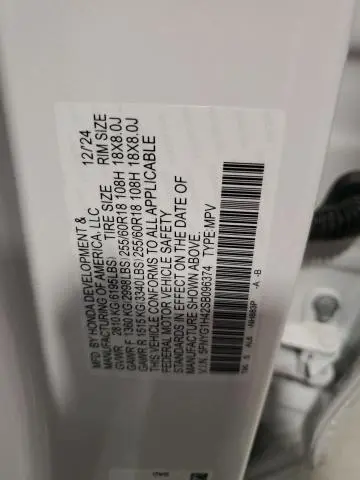 MFD. BY HONDA DEVELOPMENT & 12/24
MANUFACTURING OF AMERICA, LLC.
GVWR 2810 KG (6195LBS) TIRE SIZE RIM SIZE
GAWR F 1360 KG (2998LBS) 255/60R18 108H 18X8.0J
GAWR R 1515 KG (3340LBS) 255/60R18 108H 18X8.0J
THIS VEHICLE CONFORMS TO ALL APPLICABLE
FEDERAL MOTOR VEHICLE SAFETY
STANDARDS IN EFFECT ON THE DATE OF
MANUFACTURE SHOWN ABOVE.
V.I.N. 5FNYG1H42SB096374 TYPE-MPV
-A -B